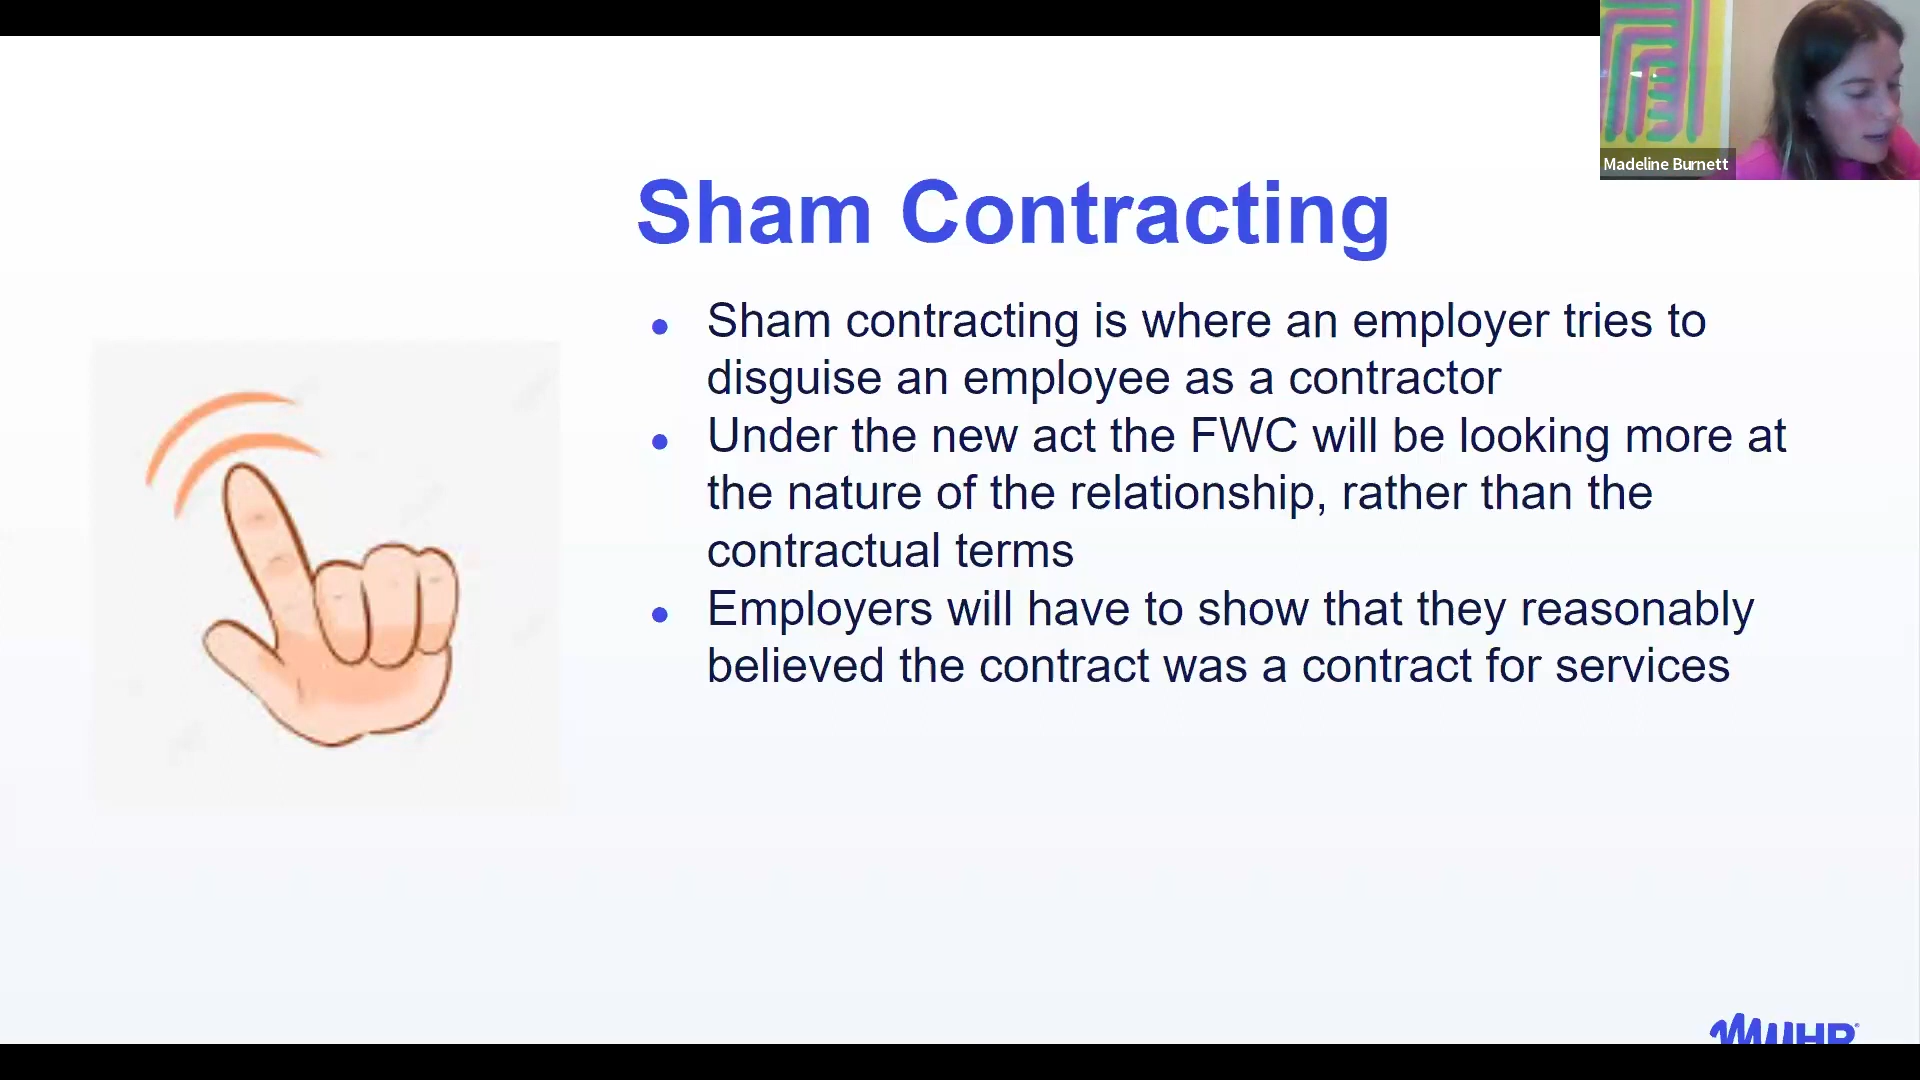 Madeline Burnett
Sham Contracting
Sham contracting is where an employer tries to
disguise an employee as a contractor
Under the new act the FWC will be looking more at
the nature of the relationship, rather than the
contractual terms
Employers will have to show that they reasonably
believed the contract was a contract for services